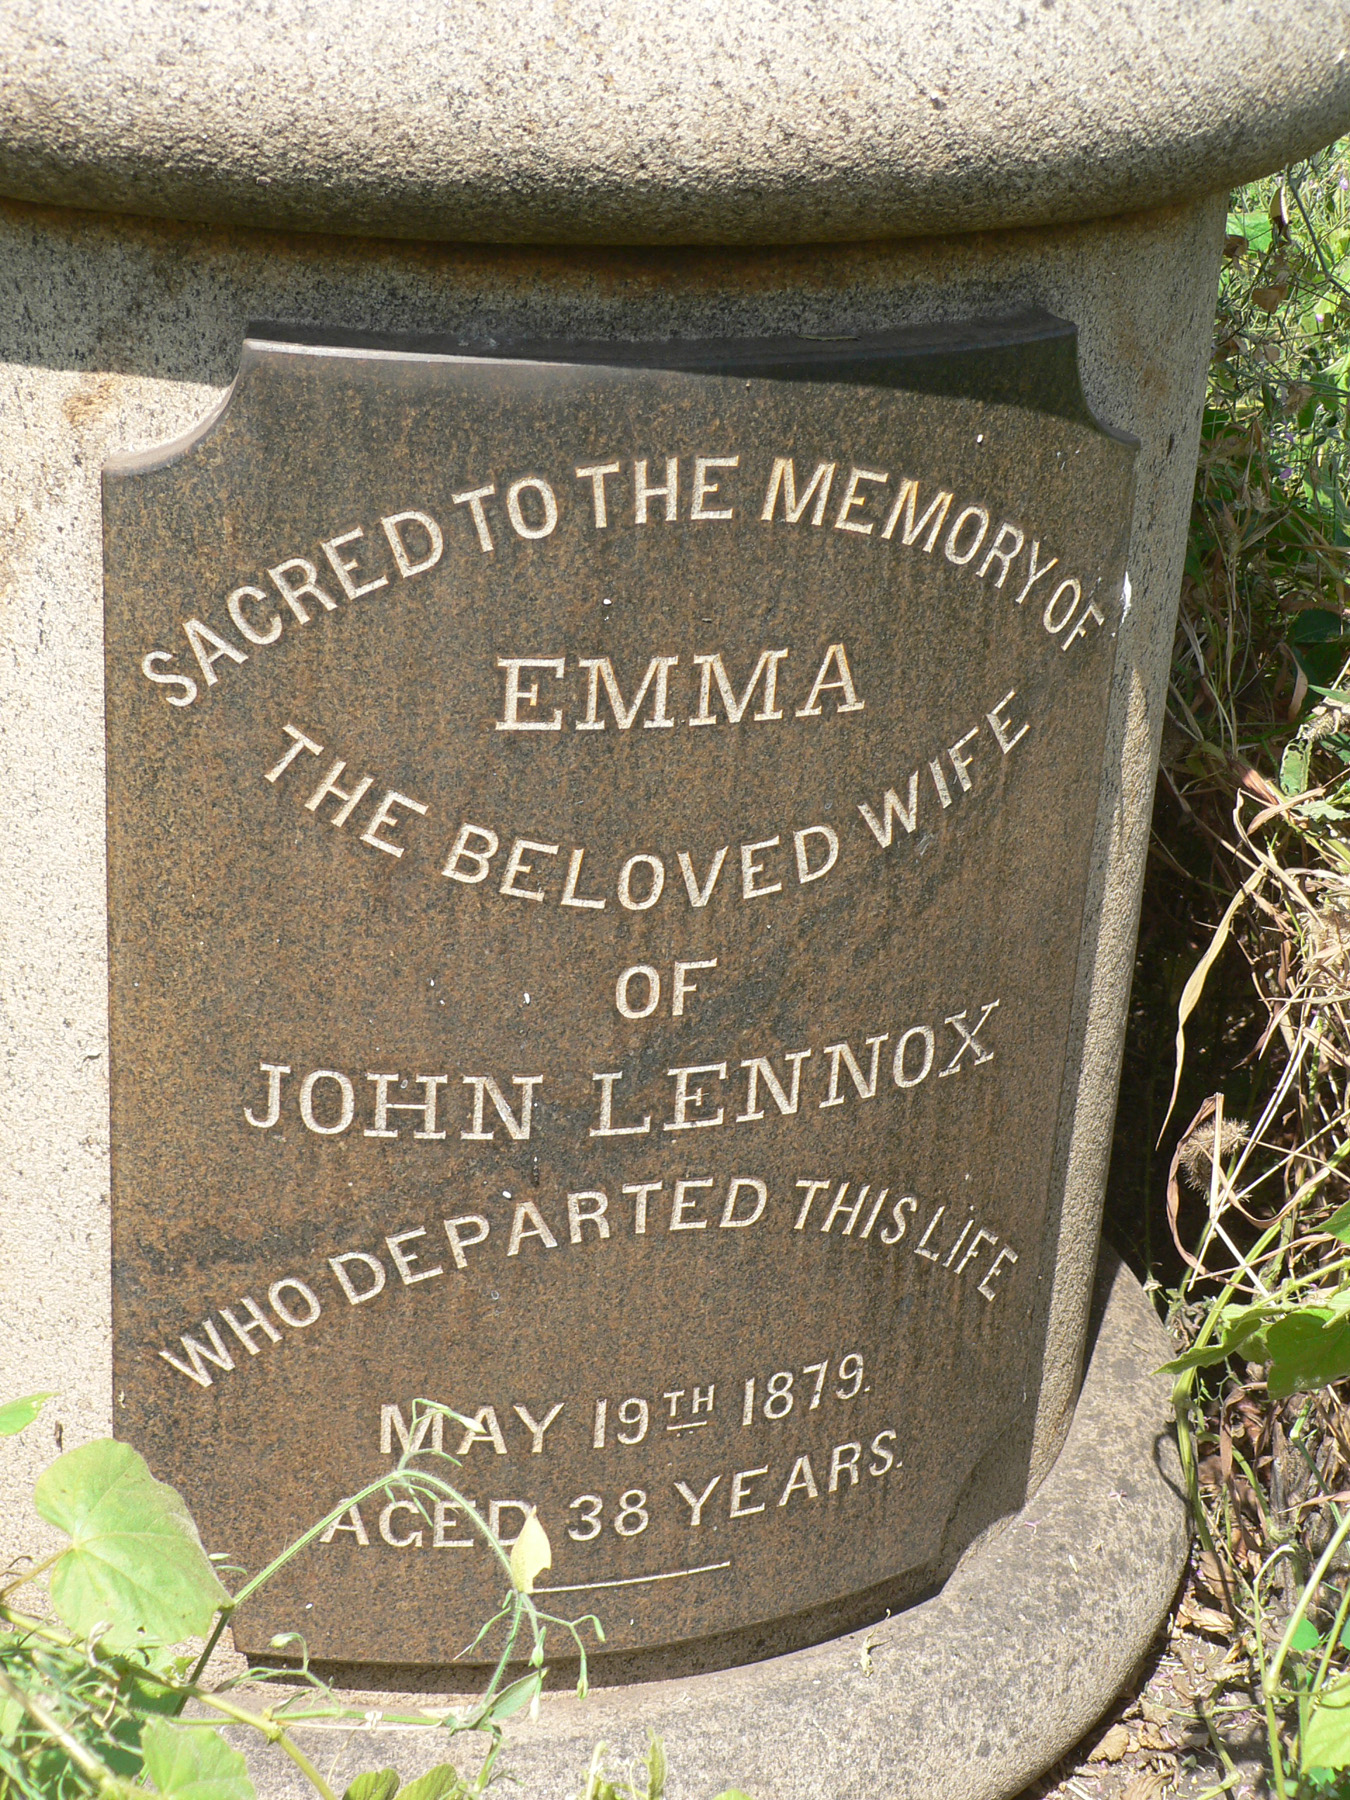 SACRED TO THE MEMORY OF
EMMA
THE BELOVED WIFE
OF
JOHN LENNOX
WHO DEPARTED THIS LIFE
MAY 19TH 1879.
AGED 38 YEARS.